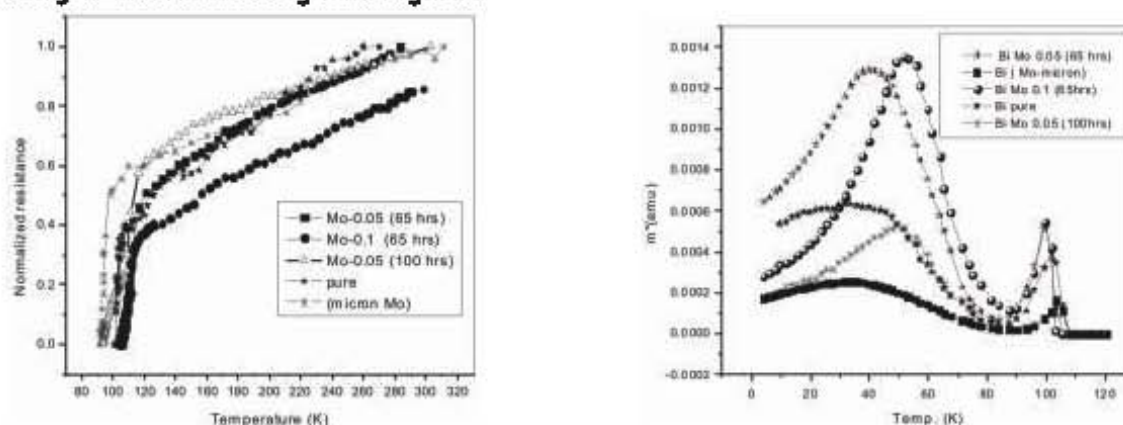 1.0
0.8
0.6
0.4
0.2
0.0
Normalized resistance
Mo-0.05 (65 hrs)
Mo-0.1 (65 hrs)
Mo-0.05 (100 hrs)
pure
(micron Mo)
80 100 120 140 160 180 200 220 240 260 280 300 320
Temperature (K)
0.0014
0.0012
0.0010
0.0008
0.0006
0.0004
0.0002
0.0000
-0.0002
m"(emu)
Bi Mo 0.05 (65 hrs)
Bi ( Mo-micron)
Bi Mo 0.1 (65hrs)
Bi pure
Bi Mo 0.05 (100hrs)
0 20 40 60 80 100 120
Temp. (K)